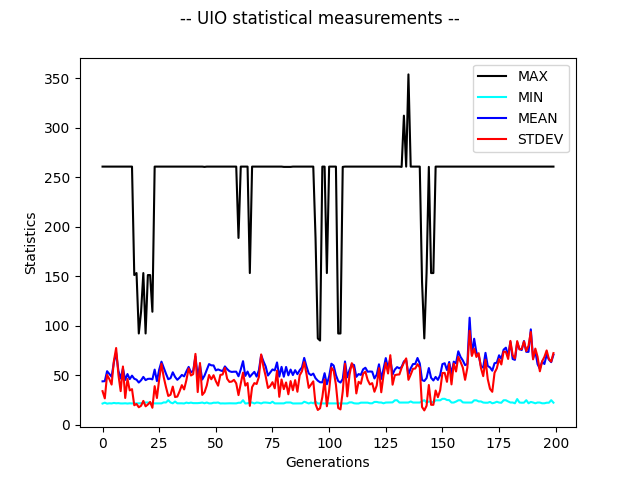 -- UIO statistical measurements --
MAX
MIN
MEAN
STDEV
350
300
250
200
150
100
50
0
Statistics
0 25 50 75 100 125 150 175 200
Generations